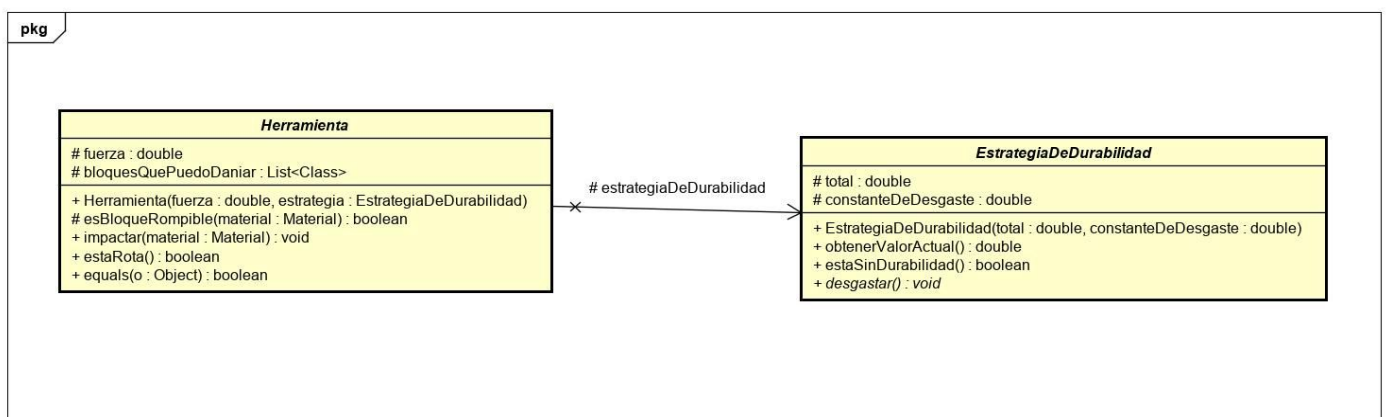 pkg
Herramienta
# fuerza : double
# bloquesQuePuedoDaniar : List<Class>
+ Herramienta(fuerza : double, estrategia : EstrategiaDeDurabilidad)
# esBloqueRompible(material : Material) : boolean
+ impactar(material : Material) : void
+ estaRota() : boolean
+ equals(o : Object) : boolean
# estrategiaDeDurabilidad
EstrategiaDeDurabilidad
# total : double
# constanteDeDesgaste : double
+ EstrategiaDeDurabilidad(total : double, constanteDeDesgaste : double)
+ obtenerValorActual() : double
+ estaSinDurabilidad() : boolean
+ desgastar() : void